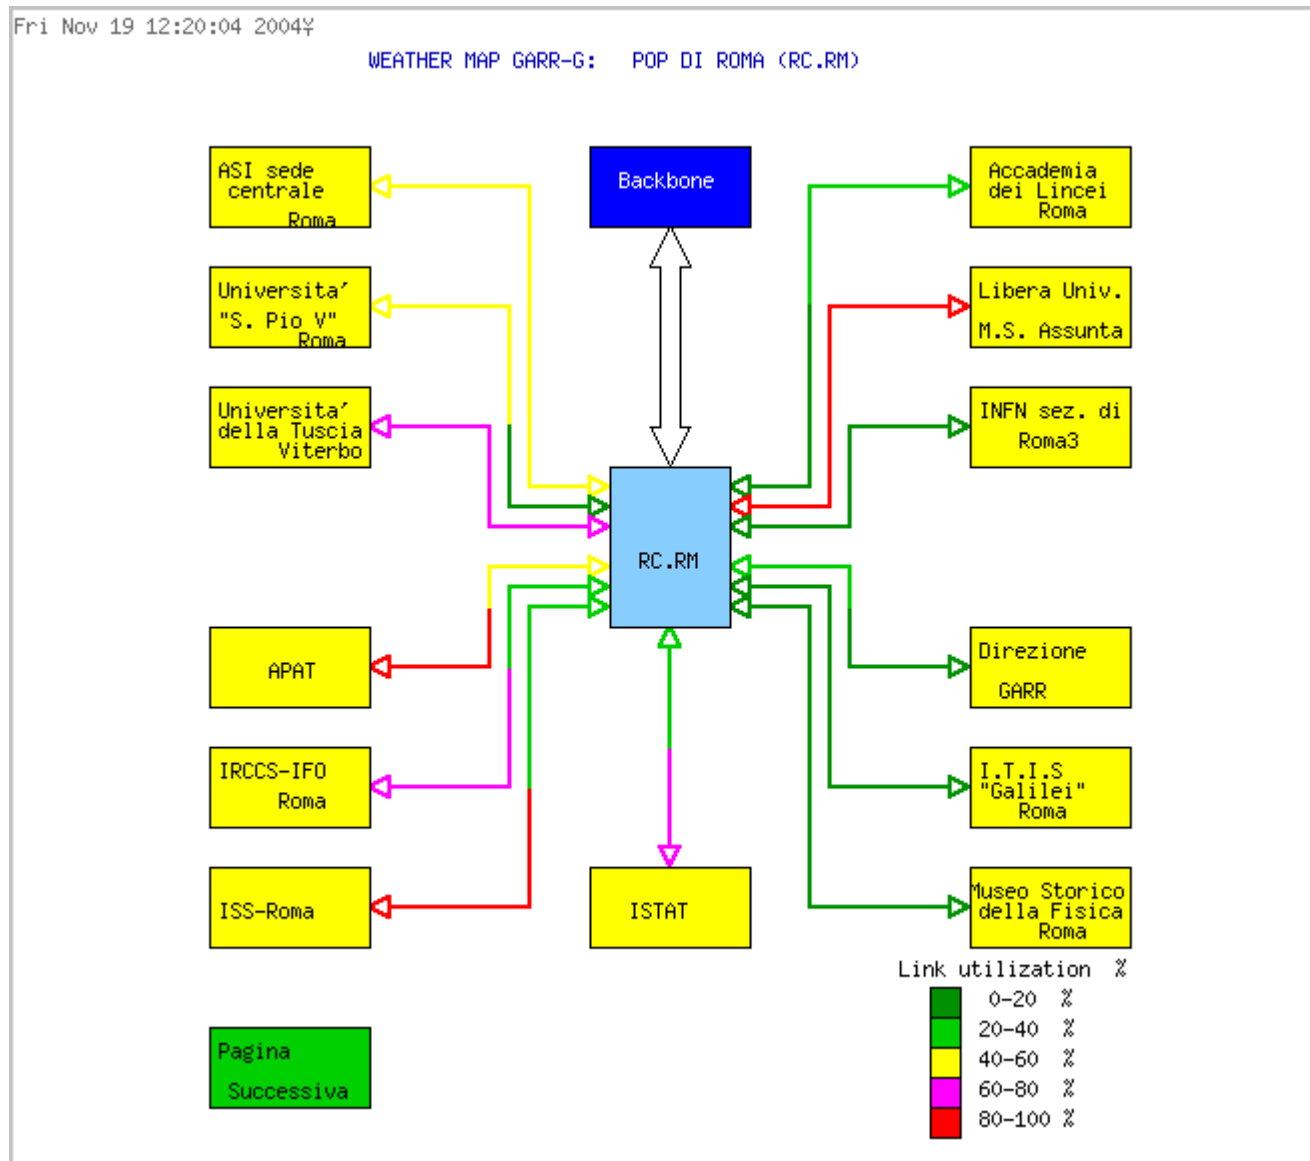 Fri Nov 19 12:20:04 2004
WEATHER MAP GARR-G: POP DI ROMA (RC.RM)
ASI sede
centrale
Roma
Backbone
Accademia
dei Lincei
Roma
Universita'
"S. Pio V"
Roma
Libera Univ.
M.S. Assunta
Universita'
della Tuscia
Viterbo
INFN sez. di
Roma3
RC.RM
APAT
Direzione
GARR
IRCCS-IFO
Roma
I.T.I.S
"Galilei"
Roma
ISS-Roma
ISTAT
Museo Storico
della Fisica
Roma
Link utilization %
0-20 %
20-40 %
40-60 %
60-80 %
80-100 %
Pagina
Successiva